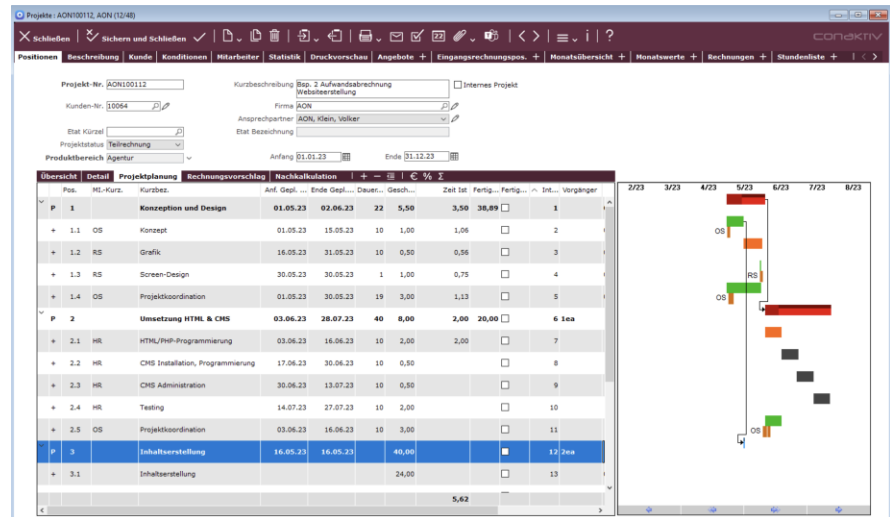 Projekte : AON100112, AON (12/48)
Schließen Sichern und Schließen 22 i ? conaktiv
Positionen Beschreibung Kunde Konditionen Mitarbeiter Statistik Druckvorschau Angebote + Eingangsrechnungspos. + Monatsübersicht + Monatswerte + Rechnungen + Stundenliste +
Projekt-Nr. AON100112 Kurzbeschreibung Bsp. 2 Aufwandsabrechnung Internes Projekt
Websiteerstellung
Kunden-Nr. 10064 Firma AON
Ansprechpartner AON, Klein, Volker
Etat Kürzel Etat Bezeichnung
Projektstatus Teilrechnung
Produktbereich Agentur Anfang 01.01.23 Ende 31.12.23
Übersicht Detail Projektplanung Rechnungsvorschlag Nachkalkulation + − € % Σ
Pos. MI.-Kurz. Kurzbez. Anf. Gepl. ... Ende Gepl.... Dauer... Gesch... Zeit Ist Fertig... Fertig... Int... Vorgänger 2/23 3/23 4/23 5/23 6/23 7/23 8/23
P 1 Konzeption und Design 01.05.23 02.06.23 22 5,50 3,50 38,89 1
+ 1.1 OS Konzept 01.05.23 15.05.23 10 1,00 1,06 2 OS
+ 1.2 RS Grafik 16.05.23 31.05.23 10 0,50 0,56 3
+ 1.3 RS Screen-Design 30.05.23 30.05.23 1 1,00 0,75 4 RS
+ 1.4 OS Projektkoordination 01.05.23 30.05.23 19 3,00 1,13 5 OS
P 2 Umsetzung HTML & CMS 03.06.23 28.07.23 40 8,00 2,00 20,00 6 1ea
+ 2.1 HR HTML/PHP-Programmierung 03.06.23 16.06.23 10 2,00 2,00 7
+ 2.2 HR CMS Installation, Programmierung 17.06.23 30.06.23 10 0,50 8
+ 2.3 HR CMS Administration 30.06.23 13.07.23 10 0,50 9
+ 2.4 HR Testing 14.07.23 27.07.23 10 2,00 10
+ 2.5 OS Projektkoordination 03.06.23 16.06.23 10 3,00 11 OS
P 3 Inhaltserstellung 16.05.23 16.05.23 40,00 12 2ea
+ 3.1 Inhaltserstellung 24,00 13
5,62